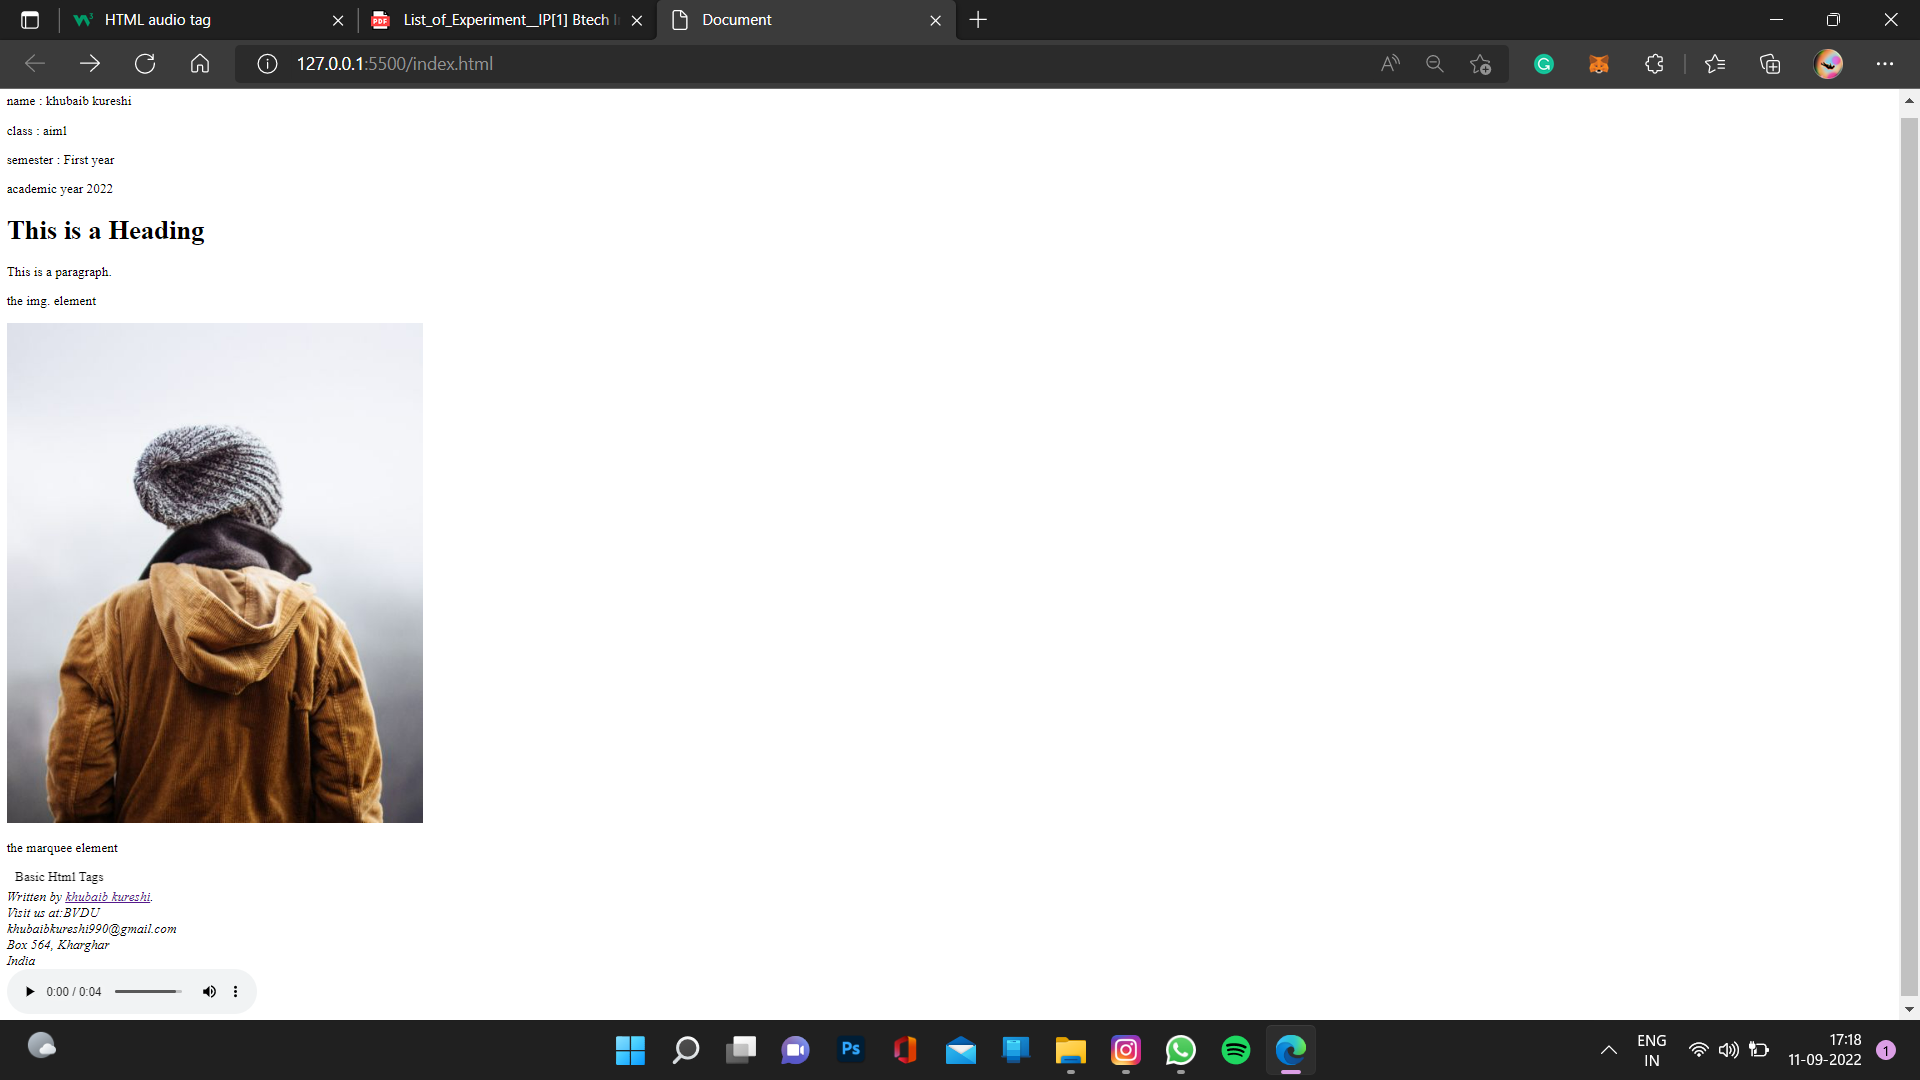 HTML audio tag
List_of_Experiment__IP[1] Btech
Document
127.0.0.1:5500/index.html
name : khubaib kureshi
class : aiml
semester : First year
academic year 2022
This is a Heading
This is a paragraph.
the img. element
the marquee element
Basic Html Tags
Written by khubaib kureshi.
Visit us at:BVDU
khubaibkureshi990@gmail.com
Box 564, Kharghar
India
0:00 / 0:04
Ps
ENG
IN
17:18
11-09-2022
1